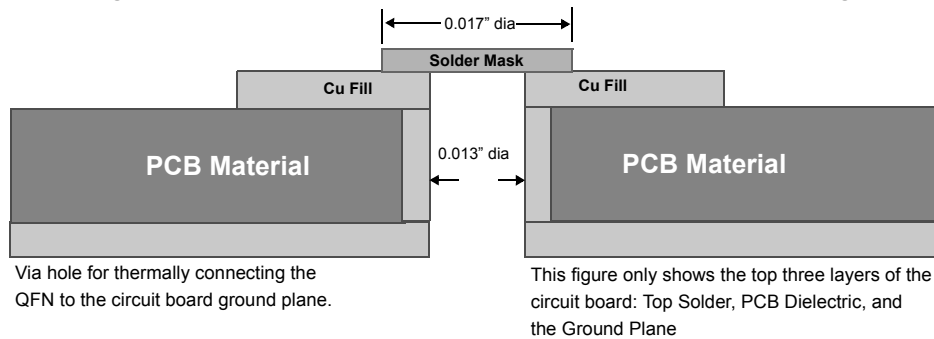 0.017” dia
Solder Mask
Cu Fill
Cu Fill
PCB Material
0.013” dia
PCB Material
Via hole for thermally connecting the
QFN to the circuit board ground plane.
This figure only shows the top three layers of the
circuit board: Top Solder, PCB Dielectric, and
the Ground Plane